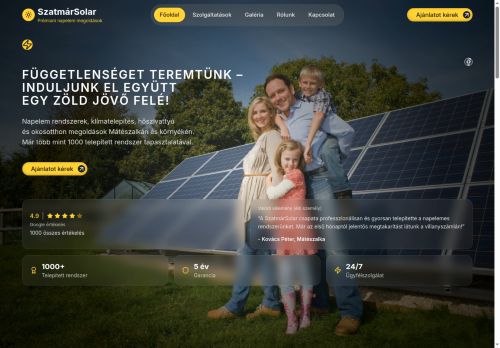 SzatmárSolar
Prémium napelem megoldások
Főoldal
Szolgáltatások
Galéria
Rólunk
Kapcsolat
Ajánlatot kérek
FÜGGETLENSÉGET TEREMTÜNK –
INDULJUNK EL EGYÜTT
EGY ZÖLD JÖVŐ FELÉ!
Napelem rendszerek, klímatelepítés, hőszivattyó
és okosotthon megoldások Mátészalkán és környékén.
Már több mint 1000 telepített rendszer tapasztalatával.
Ajánlatot kérek
4.9
Google értékelés
1000 összes értékelés
"A SzatmárSolar csapata professzionálisan és gyorsan telepítette a napelemes
rendszerünket. Már az első hónaptól jelentős megtakarítást látunk a villanyszámlán!"
– Kovács Péter, Mátészalka
1000+
Telepített rendszer
5 év
Garancia
24/7
Ügyfélszolgálat